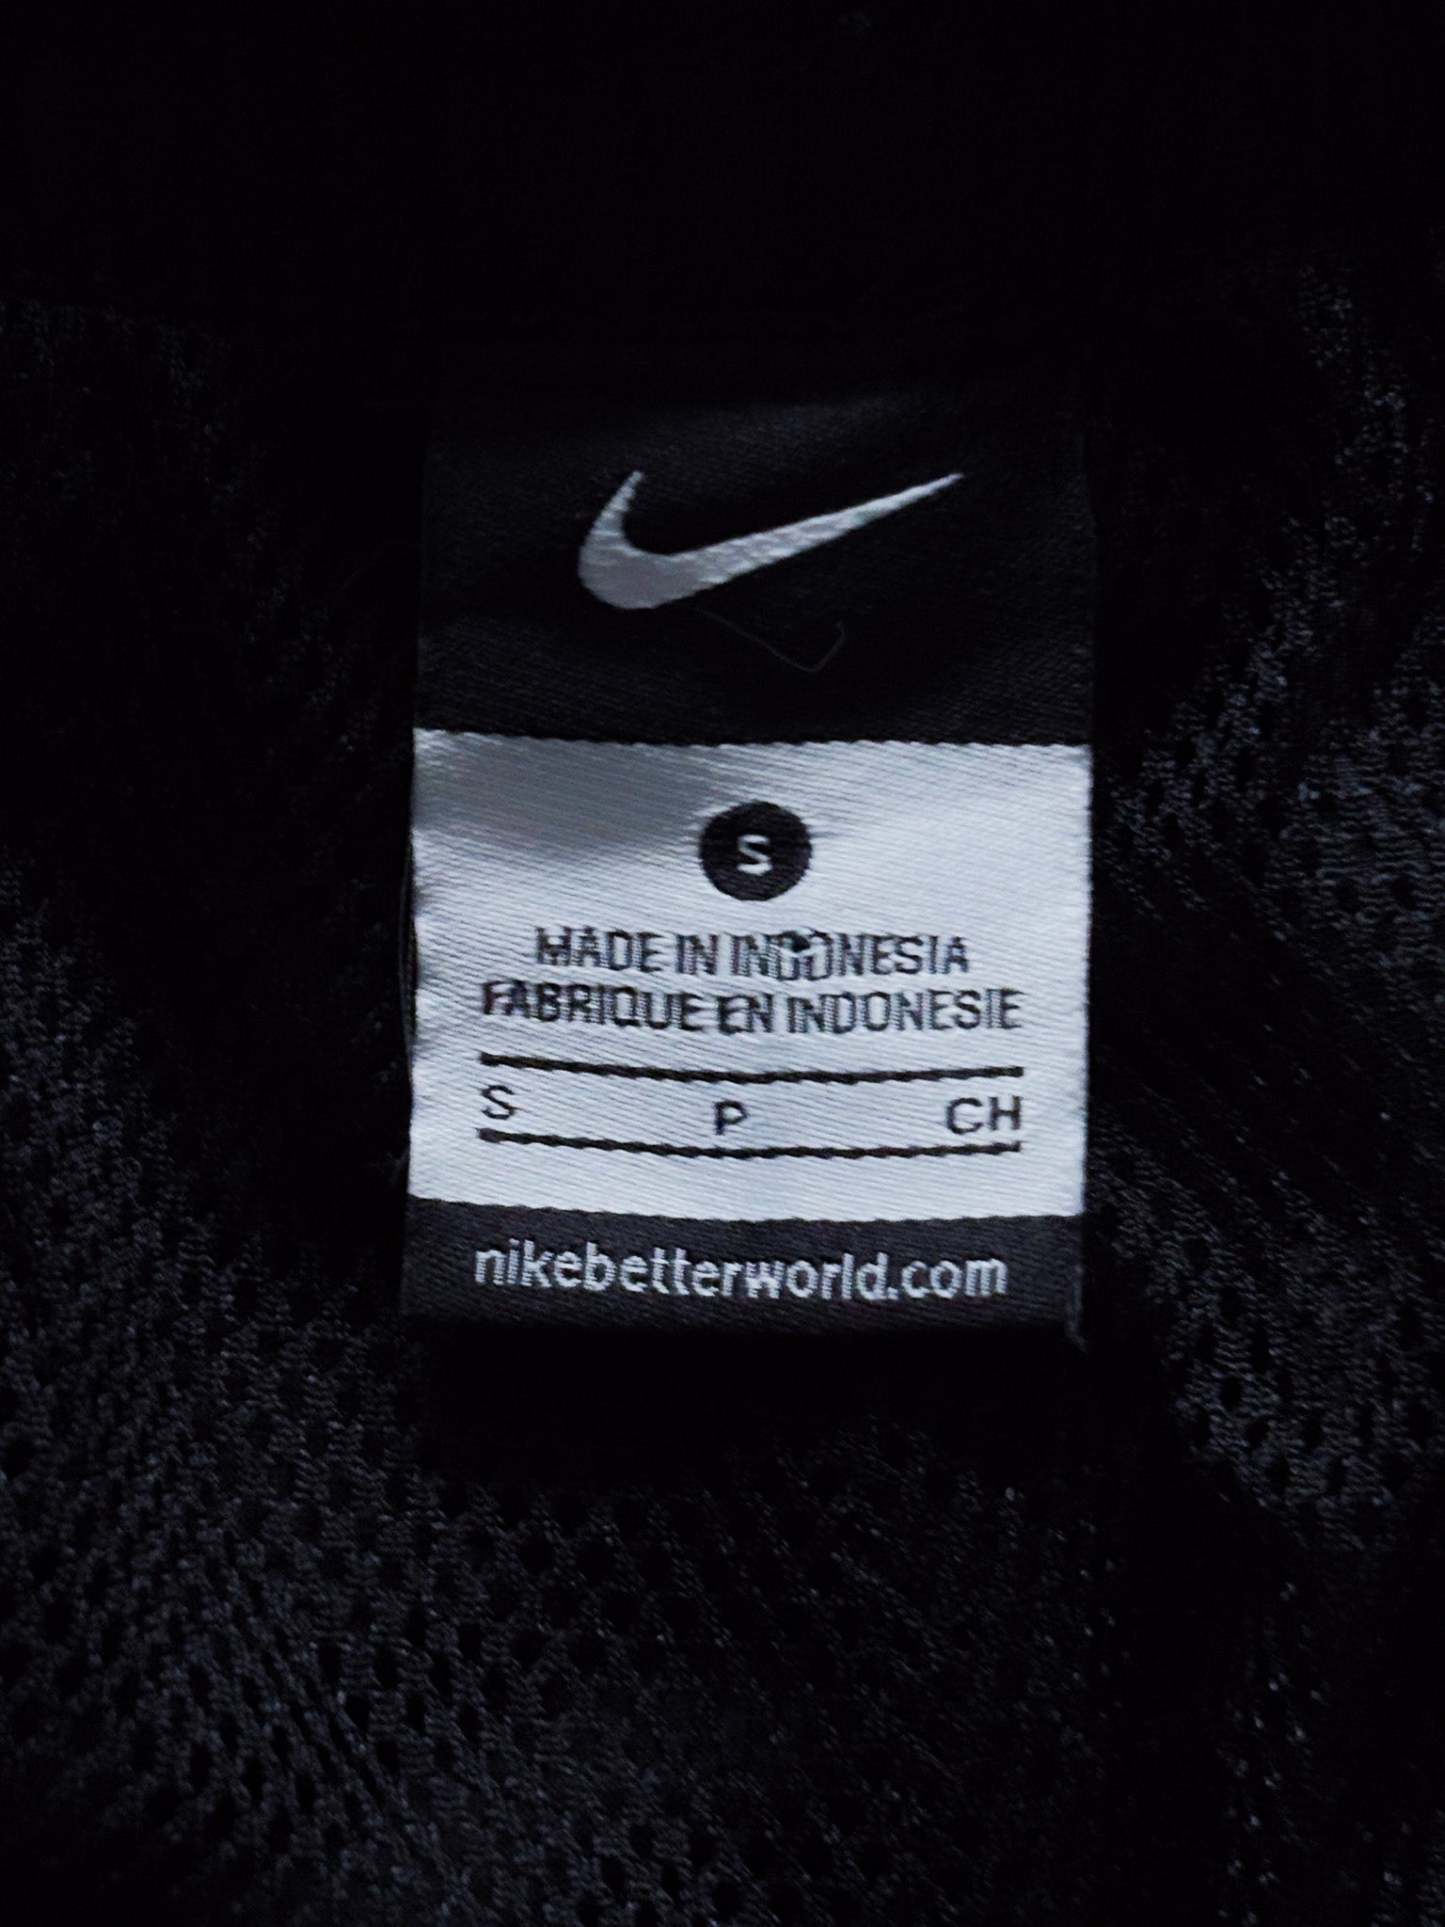 S
MADE IN INDONESIA
FABRIQUE EN INDONESIE
S P CH
nikebetterworld.com